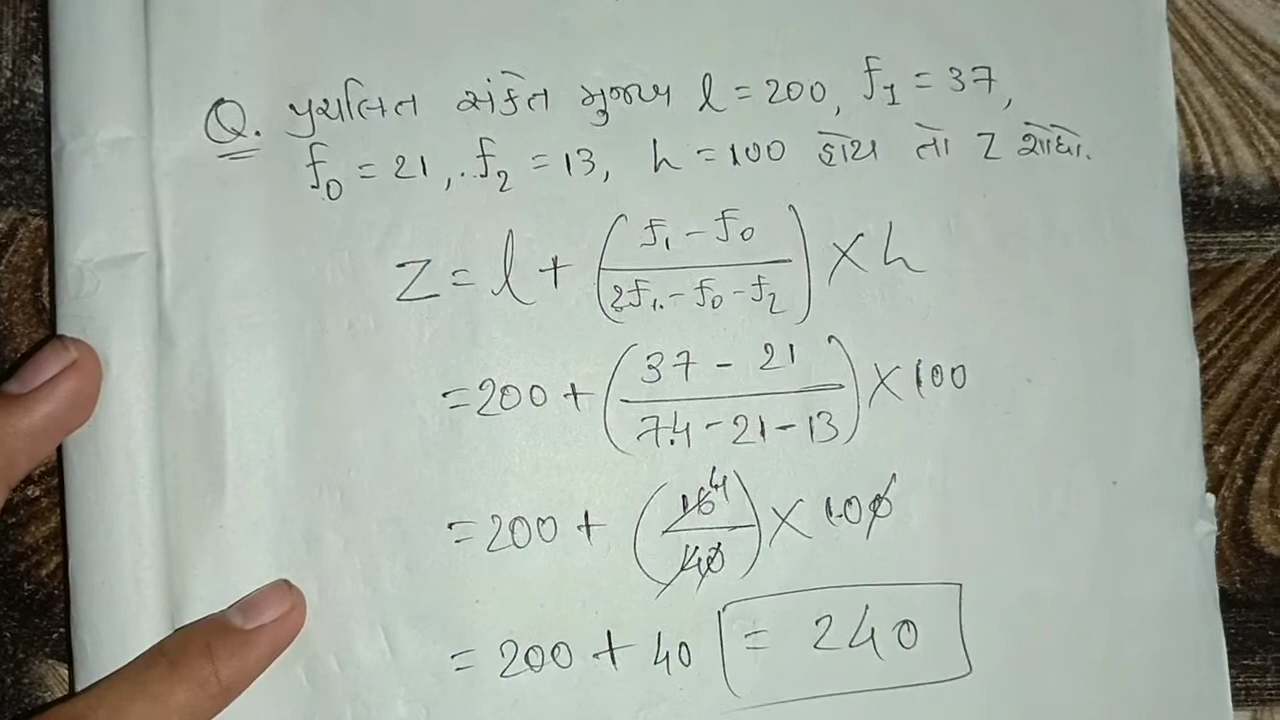 Q. પ્રચલિત સંકેત મુજબ l = 200, f₁ = 37,
f₀ = 21, f₂ = 13, h = 100 હોય તો Z શોધો.
Z = l + (f₁ - f₀ / 2f₁ - f₀ - f₂) × h
= 200 + (37 - 21 / 74 - 21 - 13) × 100
= 200 + (16 4 / 40) × 100
= 200 + 40 = 240